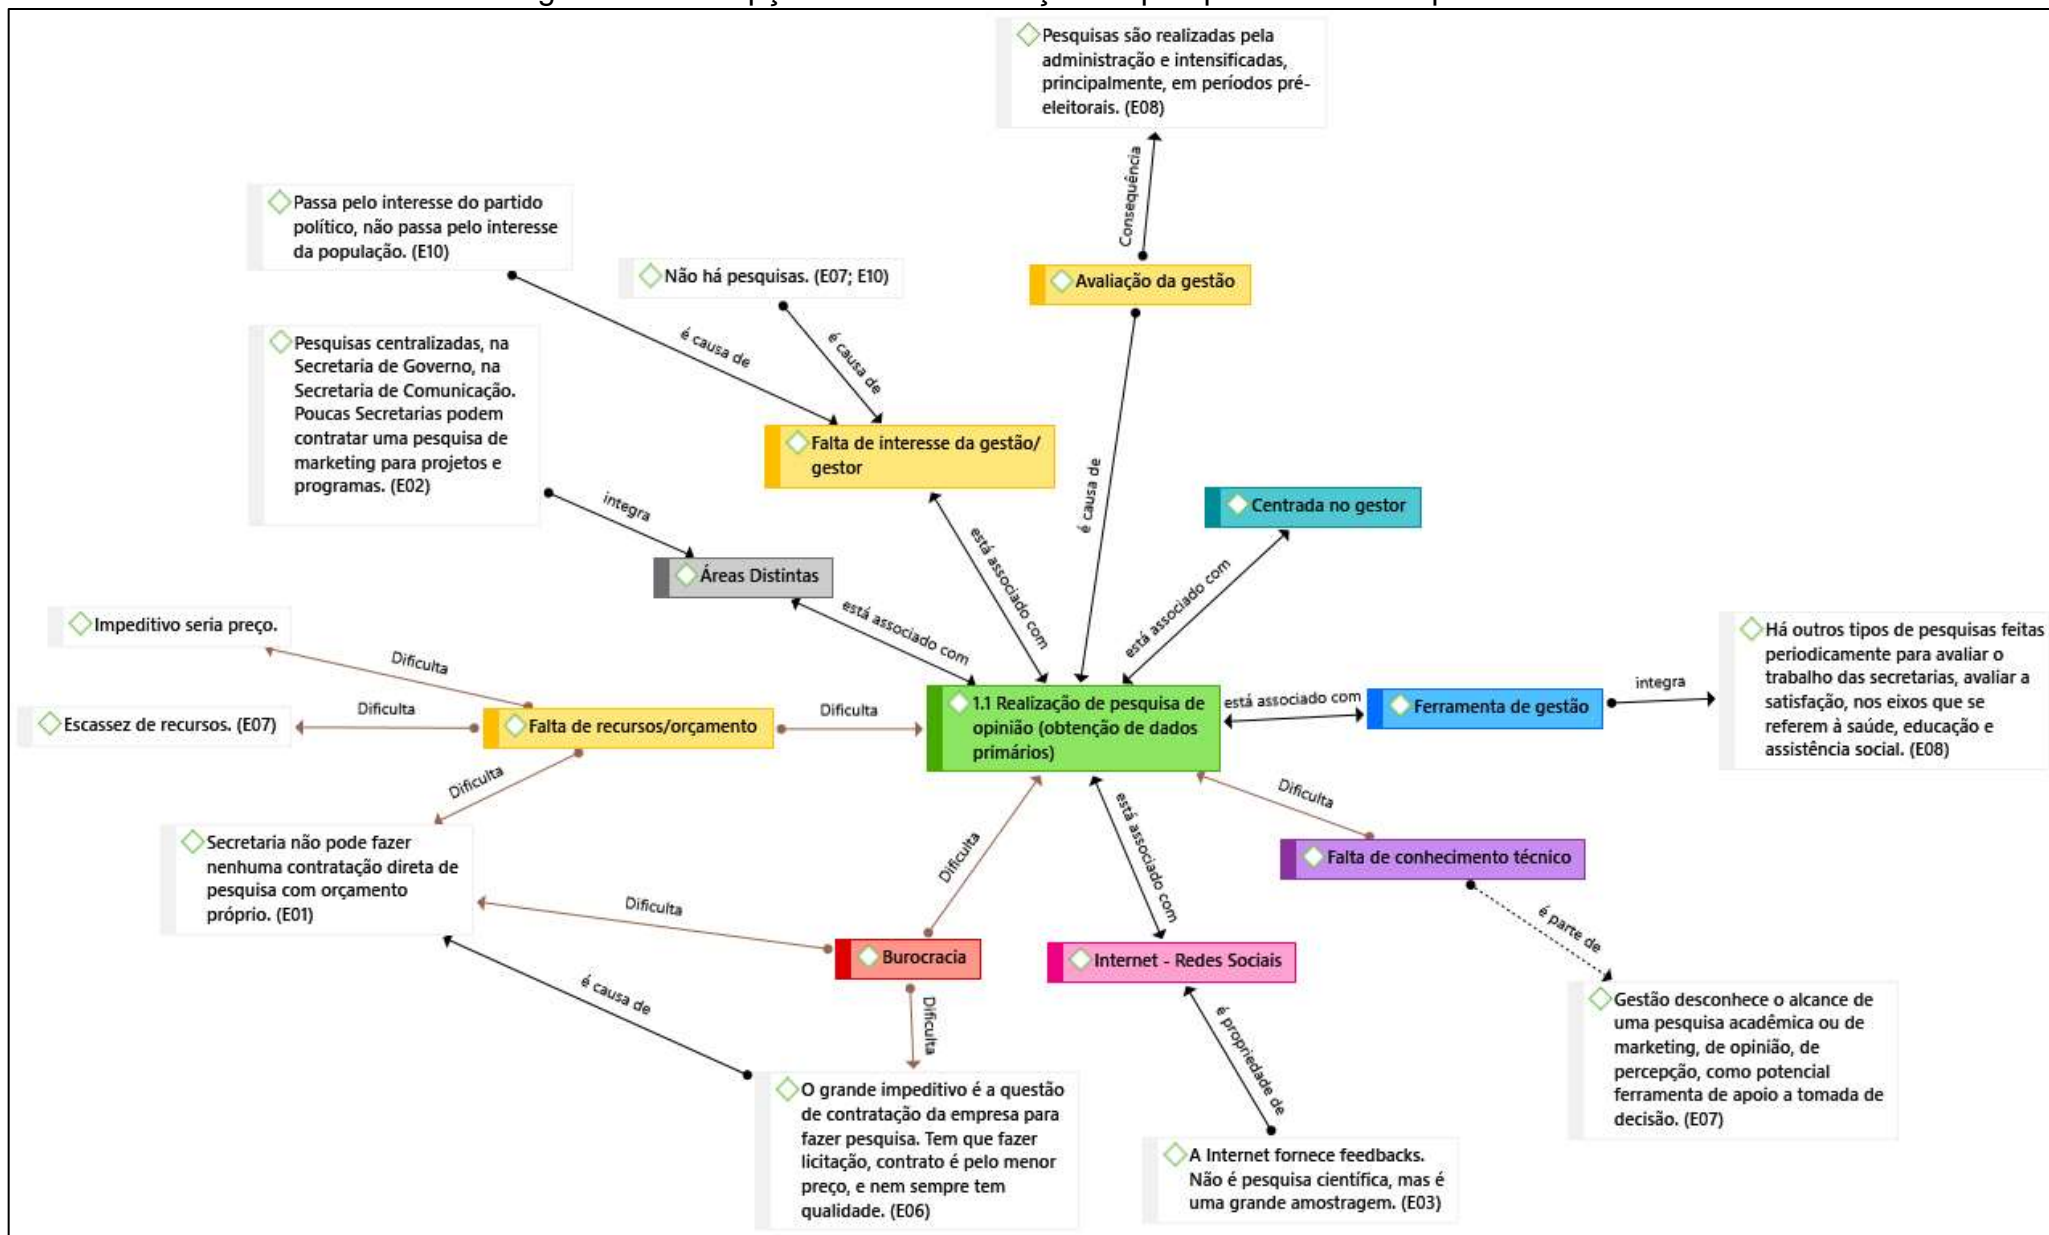 Pesquisas são realizadas pela
administração e intensificadas,
principalmente, em períodos pré-
eleitorais. (E08)
Consequência
Passa pelo interesse do partido
político, não passa pelo interesse
da população. (E10)
Não há pesquisas. (E07; E10)
Avaliação da gestão
é causa de
é causa de
Pesquisas centralizadas, na
Secretaria de Governo, na
Secretaria de Comunicação.
Poucas Secretarias podem
contratar uma pesquisa de
marketing para projetos e
programas. (E02)
Falta de interesse da gestão/
gestor
é causa de
integra
Centrada no gestor
está associado com
está associado com
Áreas Distintas
está associado com
Impeditivo seria preço.
Dificulta
Há outros tipos de pesquisas feitas
periodicamente para avaliar o
trabalho das secretarias, avaliar a
satisfação, nos eixos que se
referem à saúde, educação e
assistência social. (E08)
integra
Ferramenta de gestão
está associado com
1.1 Realização de pesquisa de
opinião (obtenção de dados
primários)
Dificulta
Falta de recursos/orçamento
Dificulta
Escassez de recursos. (E07)
Dificulta
Dificulta
está associado com
Dificulta
Secretaria não pode fazer
nenhuma contratação direta de
pesquisa com orçamento
próprio. (E01)
Falta de conhecimento técnico
Dificulta
é parte de
Burocracia
Internet - Redes Sociais
é causa de
Dificulta
é propriedade de
Gestão desconhece o alcance de
uma pesquisa acadêmica ou de
marketing, de opinião, de
percepção, como potencial
ferramenta de apoio a tomada de
decisão. (E07)
O grande impeditivo é a questão
de contratação da empresa para
fazer pesquisa. Tem que fazer
licitação, contrato é pelo menor
preço, e nem sempre tem
qualidade. (E06)
A Internet fornece feedbacks.
Não é pesquisa científica, mas é
uma grande amostragem. (E03)